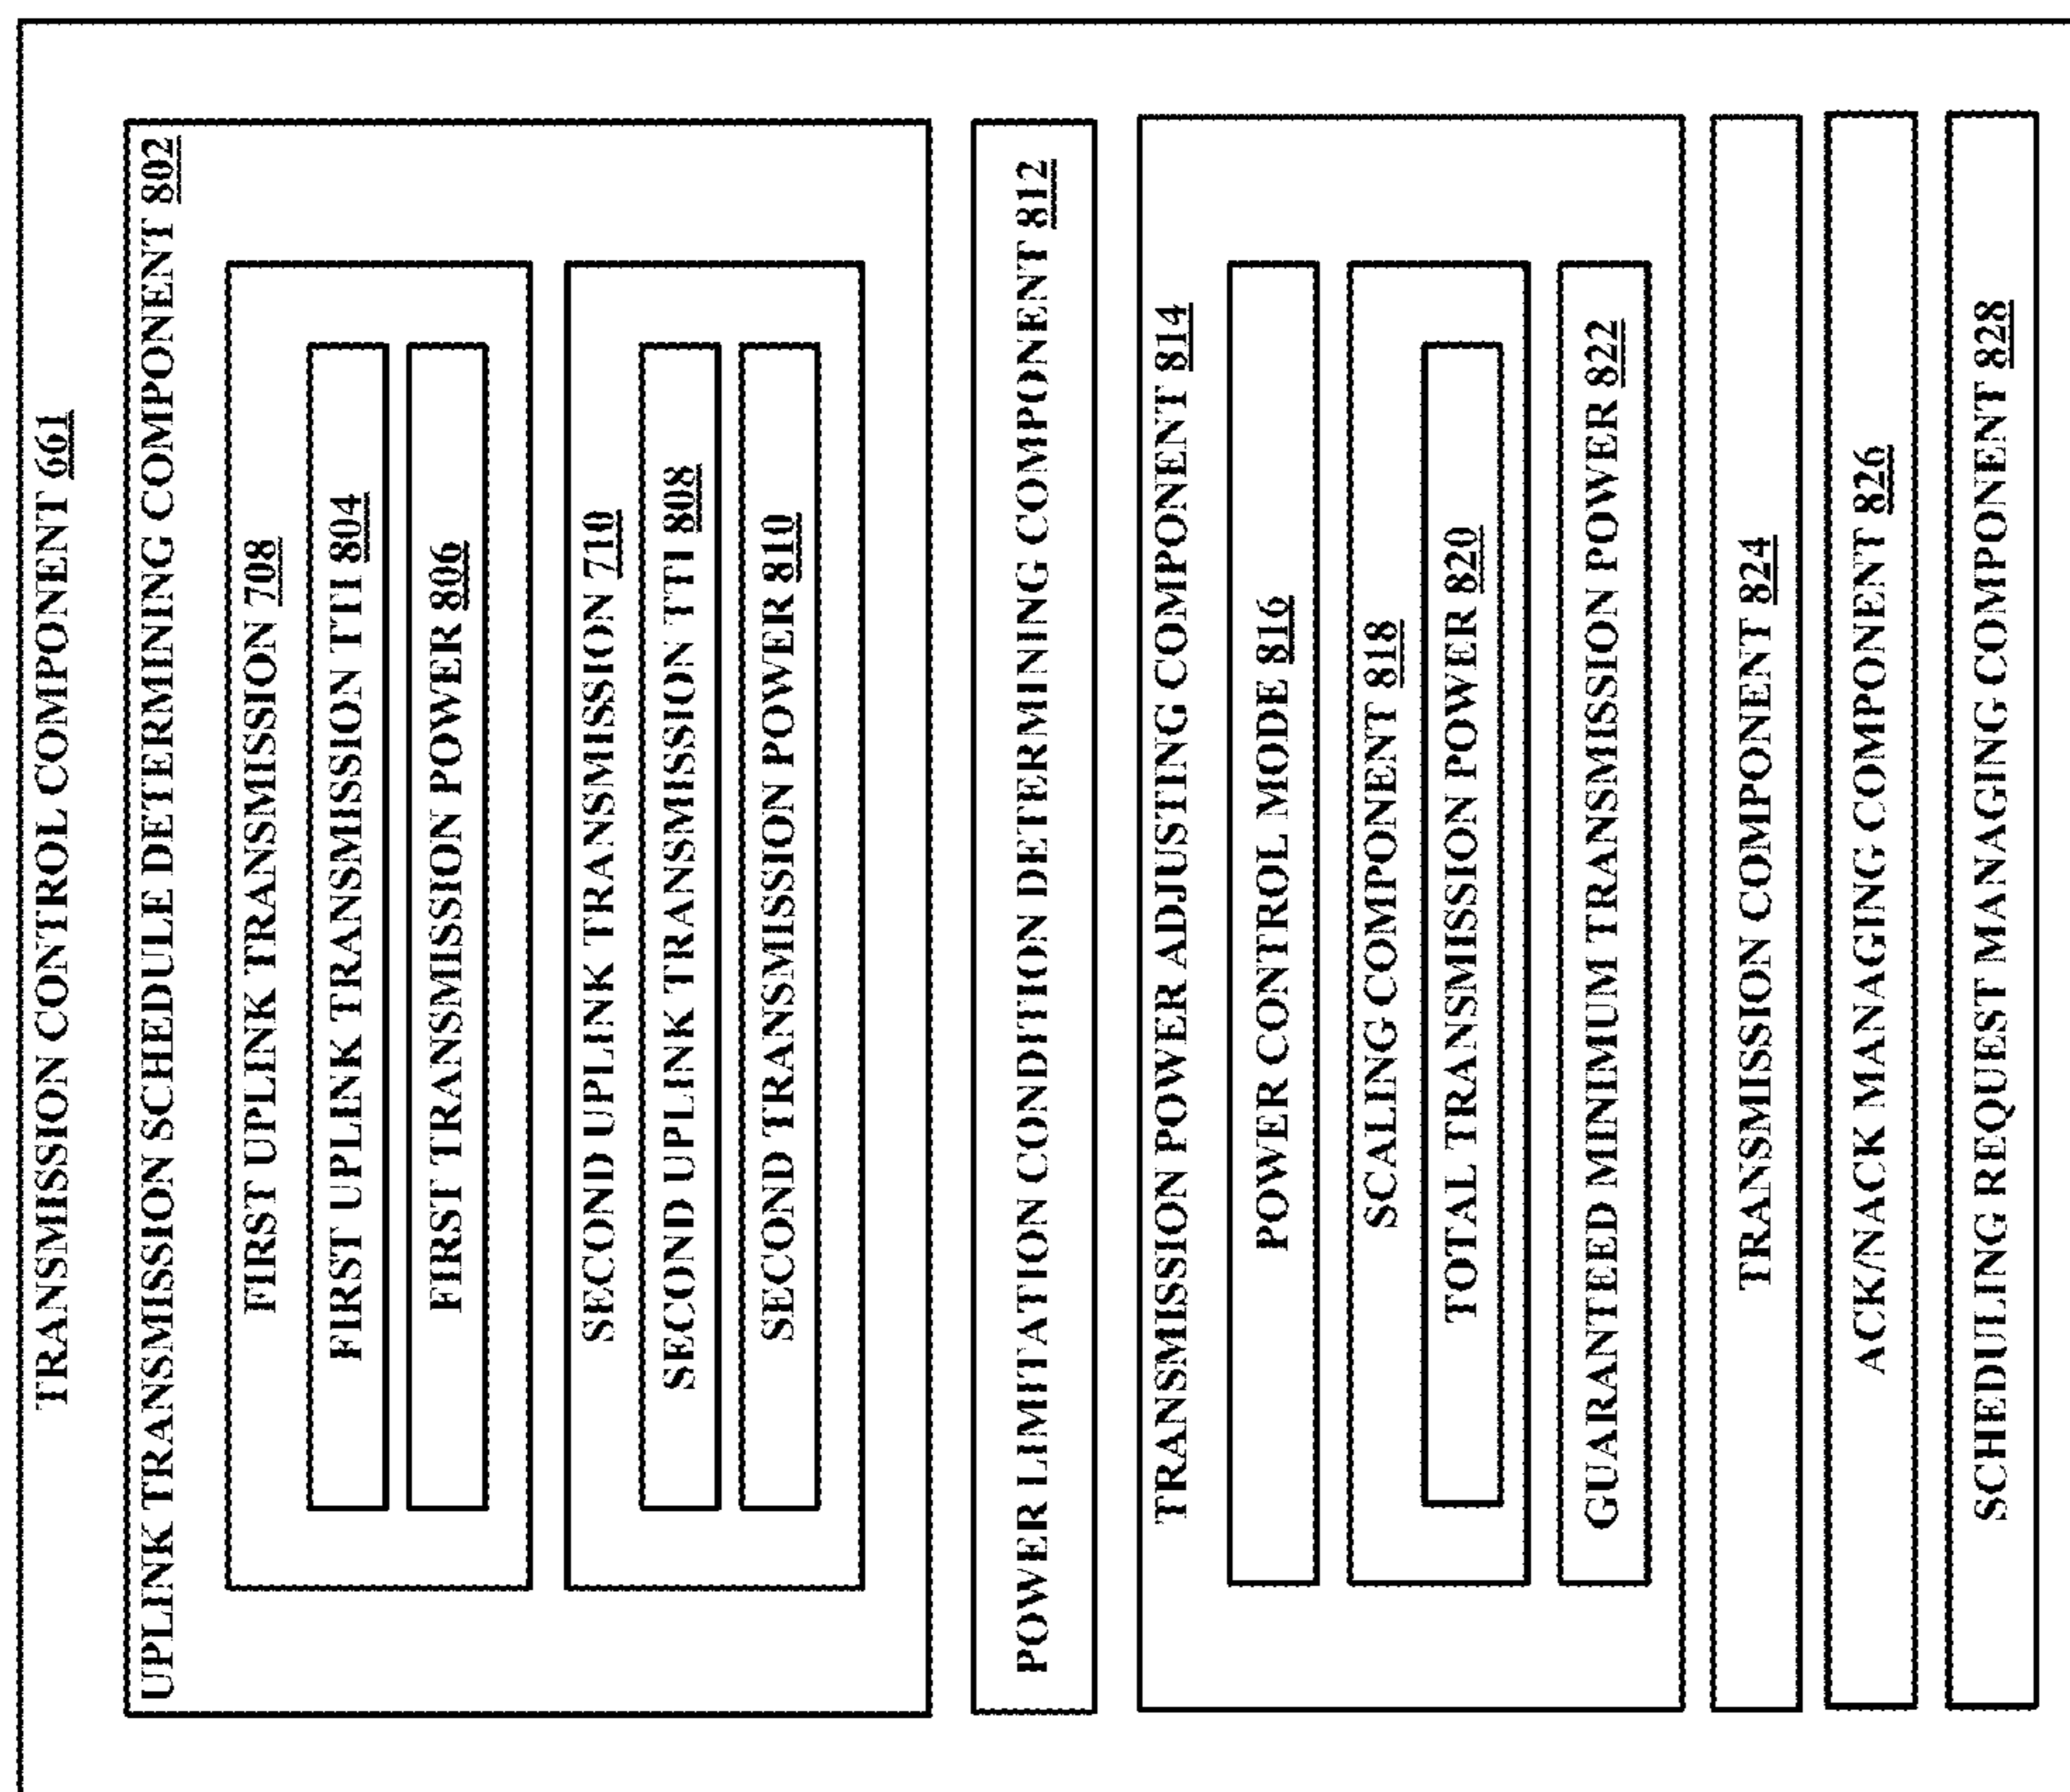 TRANSMISSION CONTROL COMPONENT 661
UPLINK TRANSMISSION SCHEDULE DETERMINING COMPONENT 802
FIRST UPLINK TRANSMISSION 708
FIRST UPLINK TRANSMISSION TTI 804
FIRST TRANSMISSION POWER 806
SECOND UPLINK TRANSMISSION 710
SECOND UPLINK TRANSMISSION TTI 808
SECOND TRANSMISSION POWER 810
POWER LIMITATION CONDITION DETERMINING COMPONENT 812
TRANSMISSION POWER ADJUSTING COMPONENT 814
POWER CONTROL MODE 816
SCALING COMPONENT 818
TOTAL TRANSMISSION POWER 820
GUARANTEED MINIMUM TRANSMISSION POWER 822
TRANSMISSION COMPONENT 824
ACK/NACK MANAGING COMPONENT 826
SCHEDULING REQUEST MANAGING COMPONENT 828